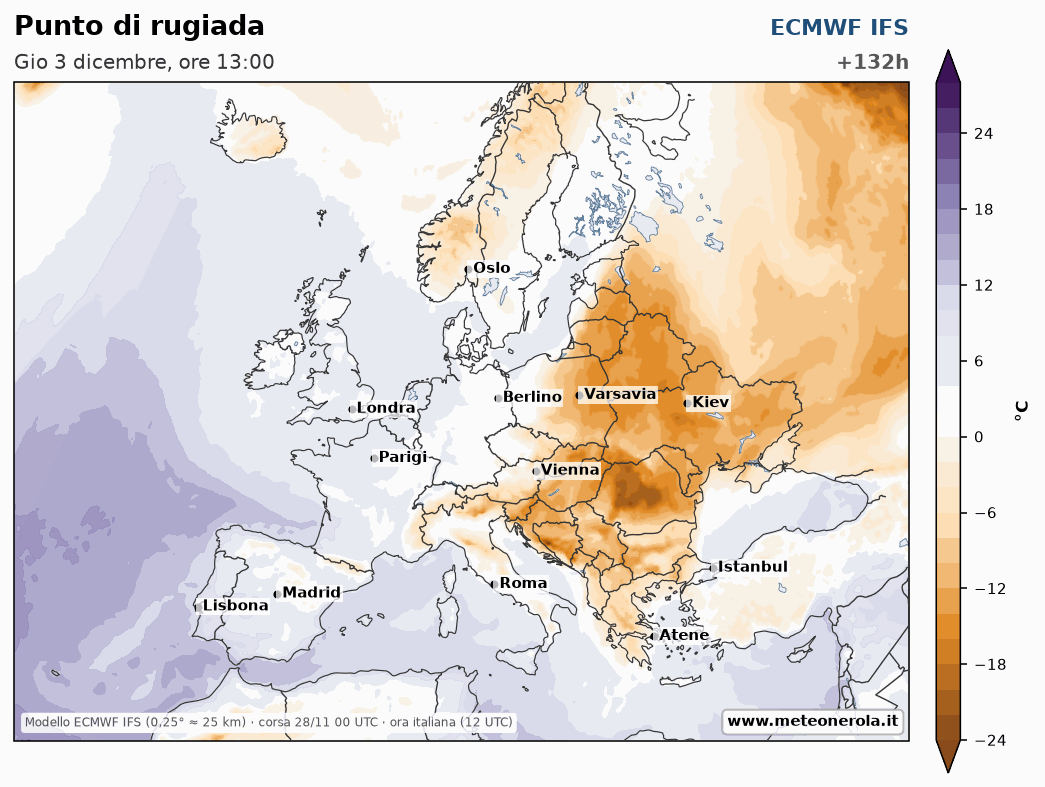 Punto di rugiada
ECMWF IFS
Gio 3 dicembre, ore 13:00
+132h
Oslo
Londra
Berlino
Varsavia
Kiev
Parigi
Vienna
Istanbul
Roma
Madrid
Lisbona
Atene
Modello ECMWF IFS (0,25° ≈ 25 km) · corsa 28/11 00 UTC · ora italiana (12 UTC)
www.meteonerola.it
24
18
12
6
0
−6
−12
−18
−24
°C